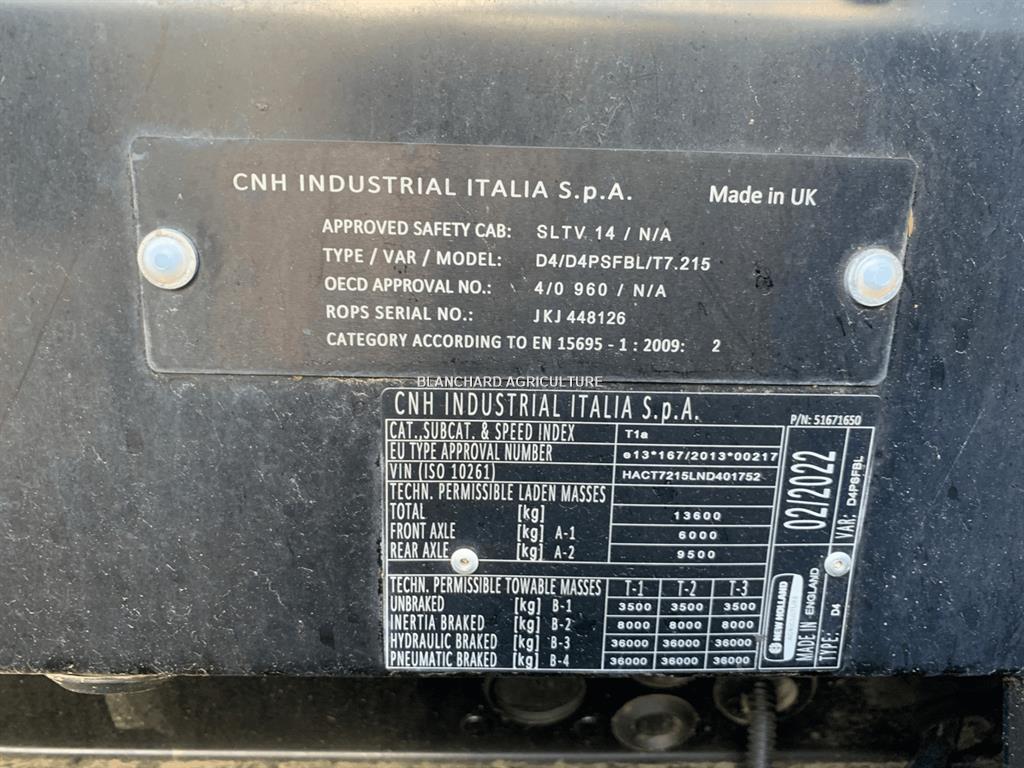 CNH INDUSTRIAL ITALIA S.p.A. Made in UK
APPROVED SAFETY CAB: SLTV 14 / N/A
TYPE / VAR / MODEL: D4/D4PSFBL/T7.215
OECD APPROVAL NO.: 4/0 960 / N/A
ROPS SERIAL NO.: JKJ 448126
CATEGORY ACCORDING TO EN 15695 - 1 : 2009: 2
BLANCHARD AGRICULTURE
CNH INDUSTRIAL ITALIA S.p.A. P/N: 51671650
CAT.,SUBCAT. & SPEED INDEX T1a
EU TYPE APPROVAL NUMBER e13*167/2013*00217
VIN (ISO 10261) HACT7215LND401752
TECHN. PERMISSIBLE LADEN MASSES
TOTAL [kg] 13600
FRONT AXLE [kg] A-1 6000
REAR AXLE [kg] A-2 9500
TECHN. PERMISSIBLE TOWABLE MASSES T-1 T-2 T-3
UNBRAKED [kg] B-1 3500 3500 3500
INERTIA BRAKED [kg] B-2 8000 8000 8000
HYDRAULIC BRAKED [kg] B-3 36000 36000 36000
PNEUMATIC BRAKED [kg] B-4 36000 36000 36000
02/2022
VAR: D4PSFBL
NEW HOLLAND
MADE IN ENGLAND
TYPE: D4